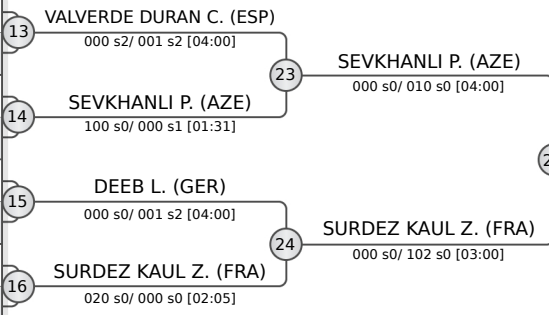 13
VALVERDE DURAN C. (ESP)
000 s2/ 001 s2 [04:00]
23
SEVKHANLI P. (AZE)
000 s0/ 010 s0 [04:00]
14
SEVKHANLI P. (AZE)
100 s0/ 000 s1 [01:31]
15
DEEB L. (GER)
000 s0/ 001 s2 [04:00]
24
SURDEZ KAUL Z. (FRA)
000 s0/ 102 s0 [03:00]
16
SURDEZ KAUL Z. (FRA)
020 s0/ 000 s0 [02:05]